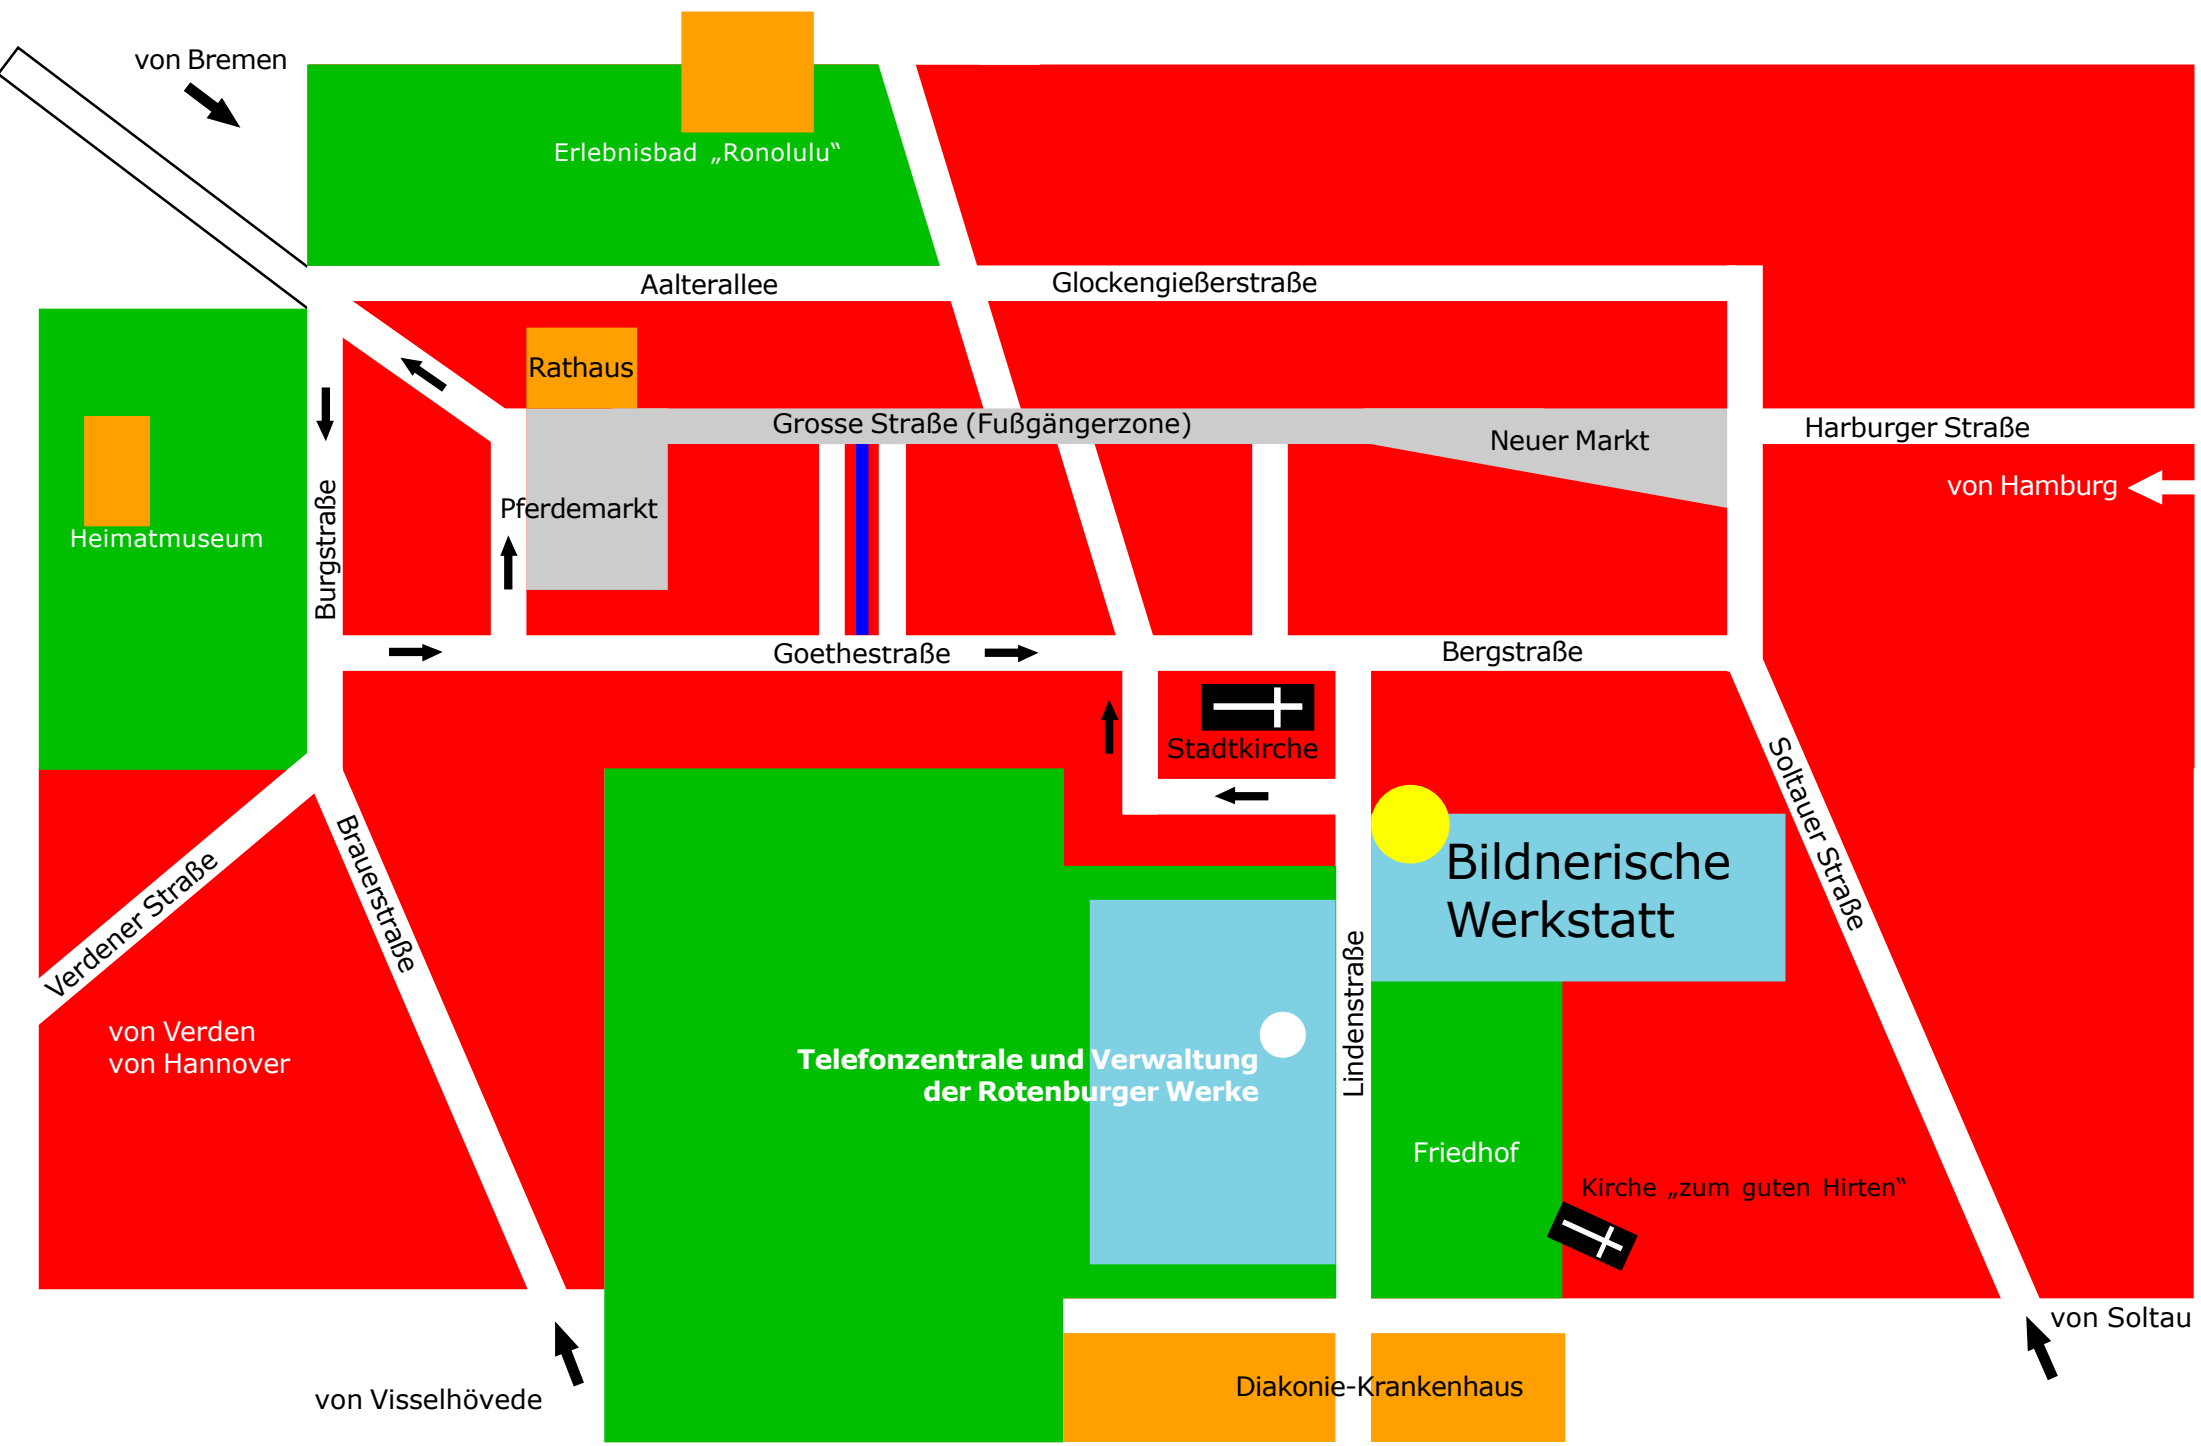 von Bremen
Erlebnisbad „Ronolulu“
Aalterallee
Glockengießerstraße
Rathaus
Grosse Straße (Fußgängerzone)
Neuer Markt
Harburger Straße
von Hamburg
Pferdemarkt
Heimatmuseum
Burgstraße
Goethestraße
Bergstraße
Stadtkirche
Soltauer Straße
Brauerstraße
Verdener Straße
Bildnerische
Werkstatt
Lindenstraße
von Verden
von Hannover
Telefonzentrale und Verwaltung
der Rotenburger Werke
Friedhof
Kirche „zum guten Hirten“
von Soltau
Diakonie-Krankenhaus
von Visselhövede